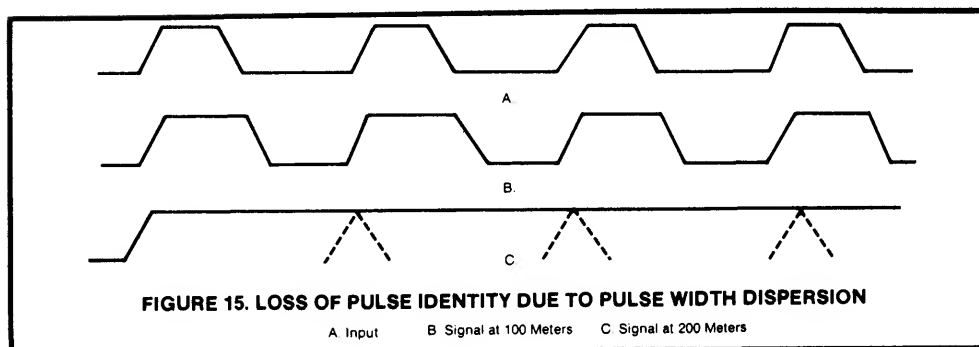 A.
B.
C
FIGURE 15. LOSS OF PULSE IDENTITY DUE TO PULSE WIDTH DISPERSION
A. Input B Signal at 100 Meters C. Signal at 200 Meters